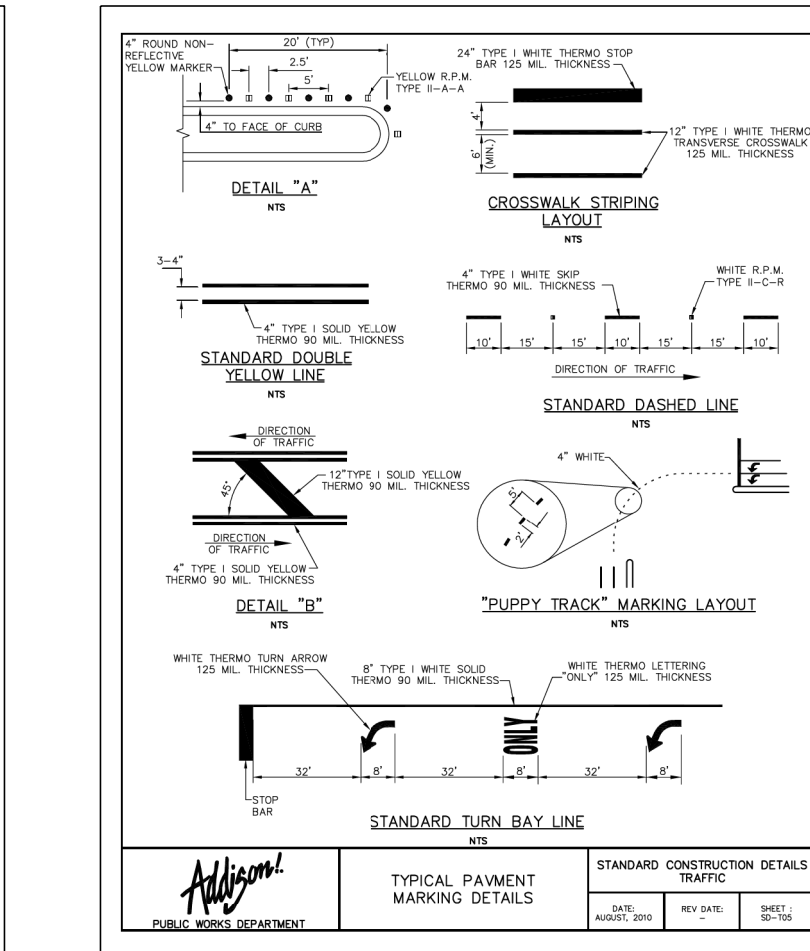 4" ROUND NON-
REFLECTIVE
YELLOW MARKER
20' (TYP)
2.5'
5'
YELLOW R.P.M.
TYPE II-A-A
4" TO FACE OF CURB
DETAIL "A"
NTS
24" TYPE I WHITE THERMO STOP
BAR 125 MIL. THICKNESS
4'
6'
(MIN.)
12" TYPE I WHITE THERMO
TRANSVERSE CROSSWALK
125 MIL. THICKNESS
CROSSWALK STRIPING
LAYOUT
NTS
3-4"
4" TYPE I SOLID YELLOW
THERMO 90 MIL. THICKNESS
STANDARD DOUBLE
YELLOW LINE
NTS
4" TYPE I WHITE SKIP
THERMO 90 MIL. THICKNESS
WHITE R.P.M.
TYPE II-C-R
10' 15' 15' 10' 15' 15' 10'
DIRECTION OF TRAFFIC
STANDARD DASHED LINE
NTS
DIRECTION
OF TRAFFIC
45°
12"TYPE I SOLID YELLOW
THERMO 90 MIL. THICKNESS
DIRECTION
OF TRAFFIC
4" TYPE I SOLID YELLOW
THERMO 90 MIL. THICKNESS
DETAIL "B"
NTS
4" WHITE
5'
2'
"PUPPY TRACK" MARKING LAYOUT
NTS
WHITE THERMO TURN ARROW
125 MIL. THICKNESS
8" TYPE I WHITE SOLID
THERMO 90 MIL. THICKNESS
WHITE THERMO LETTERING
"ONLY" 125 MIL. THICKNESS
ONLY
32' 8' 32' 8' 32' 8'
STOP
BAR
STANDARD TURN BAY LINE
NTS
Addison!
PUBLIC WORKS DEPARTMENT
TYPICAL PAVMENT
MARKING DETAILS
STANDARD CONSTRUCTION DETAILS
TRAFFIC
DATE:
AUGUST, 2010
REV DATE:
-
SHEET :
SD-T05